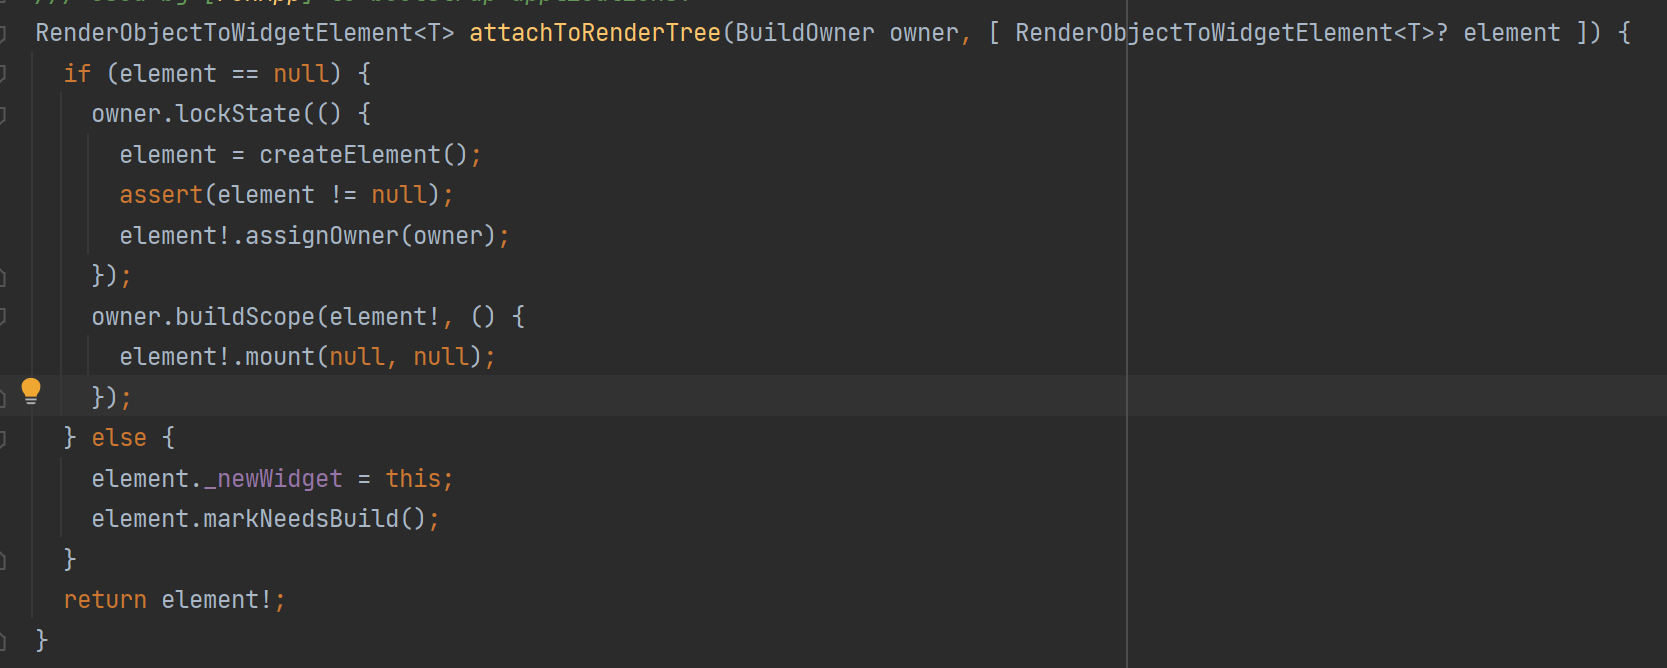 RenderObjectToWidgetElement<T> attachToRenderTree(BuildOwner owner, [ RenderObjectToWidgetElement<T>? element ]) {
if (element == null) {
owner.lockState(() {
element = createElement();
assert(element != null);
element!.assignOwner(owner);
});
owner.buildScope(element!, () {
element!.mount(null, null);
});
} else {
element._newWidget = this;
element.markNeedsBuild();
}
return element!;
}